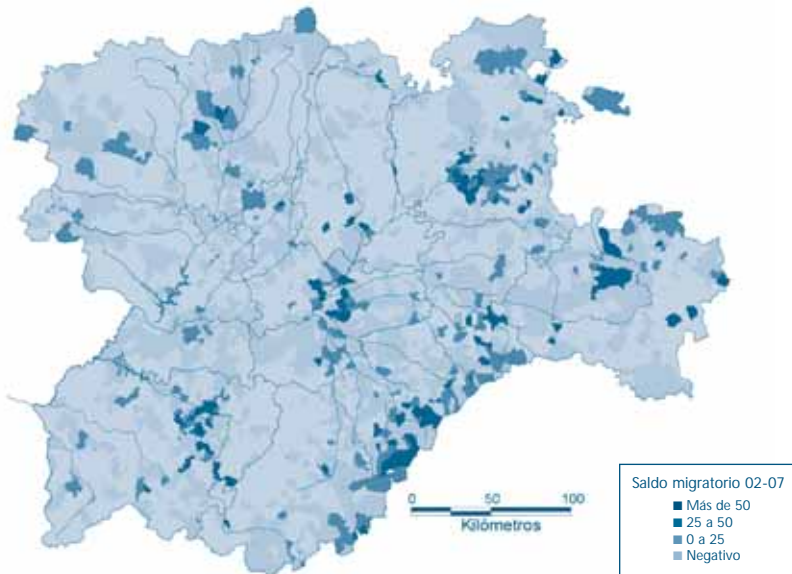 0 50 100
Kilómetros
Saldo migratorio 02-07
Más de 50
25 a 50
0 a 25
Negativo